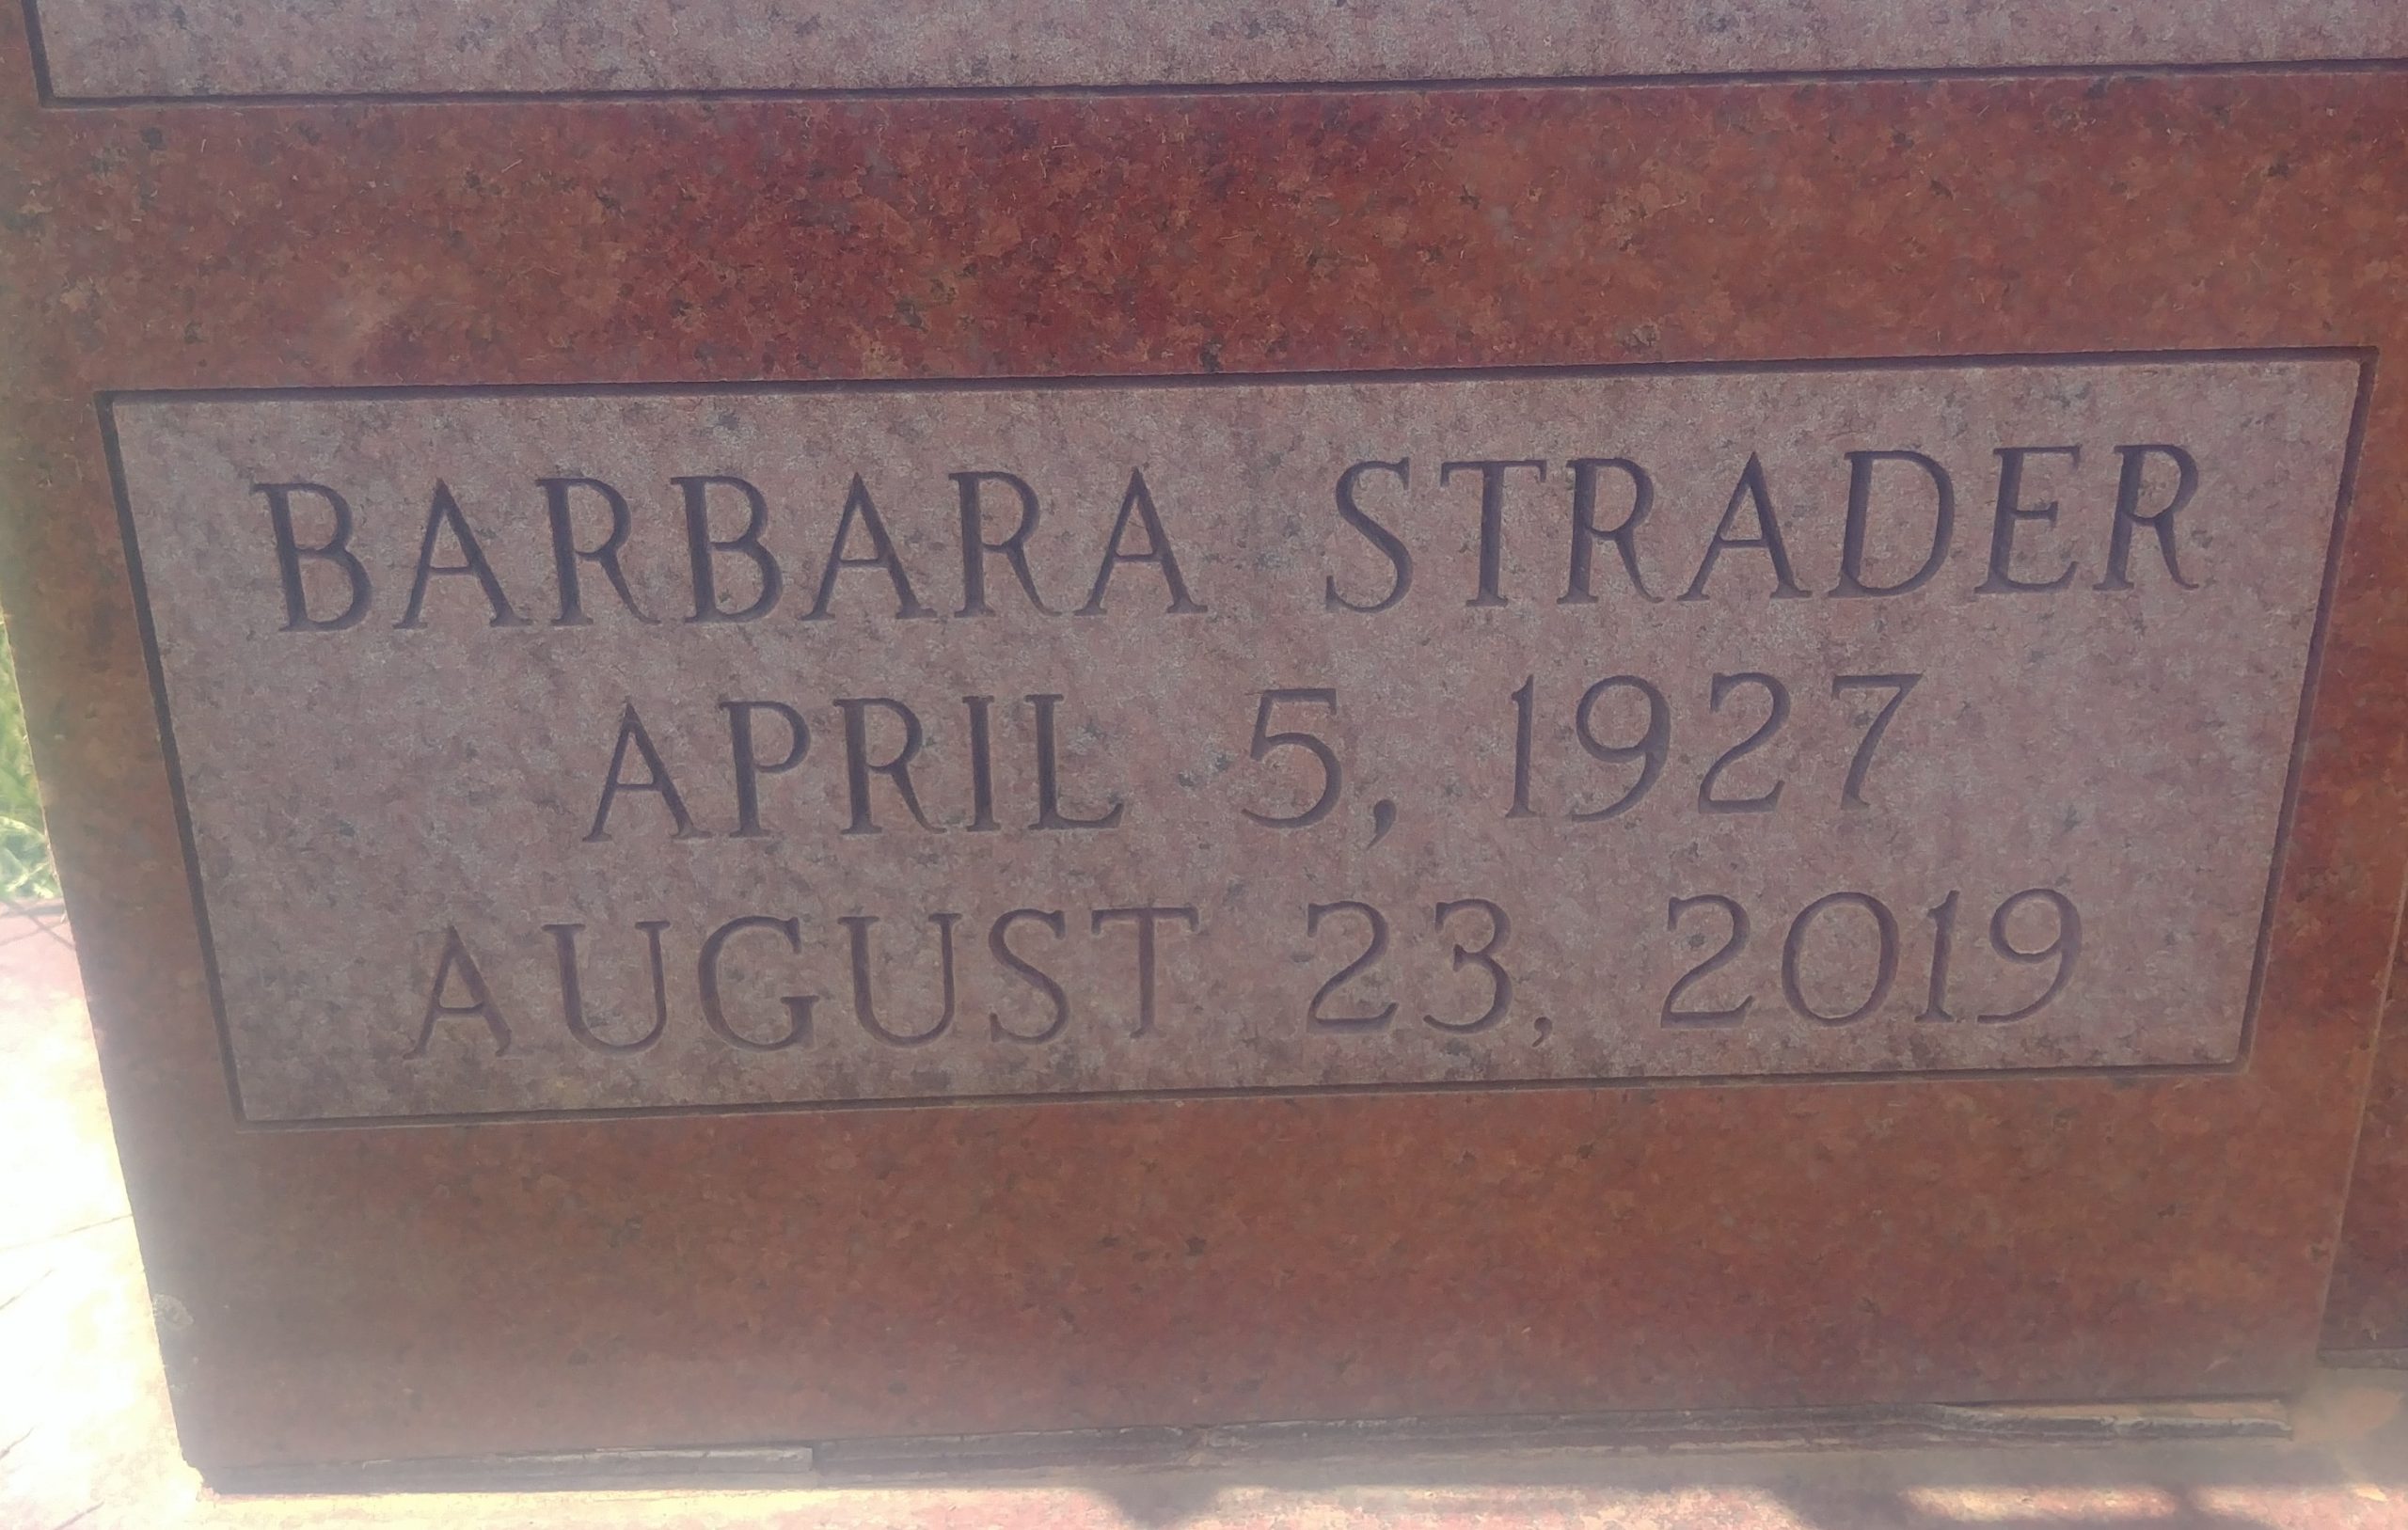 BARBARA STRADER
APRIL 5, 1927
AUGUST 23, 2019